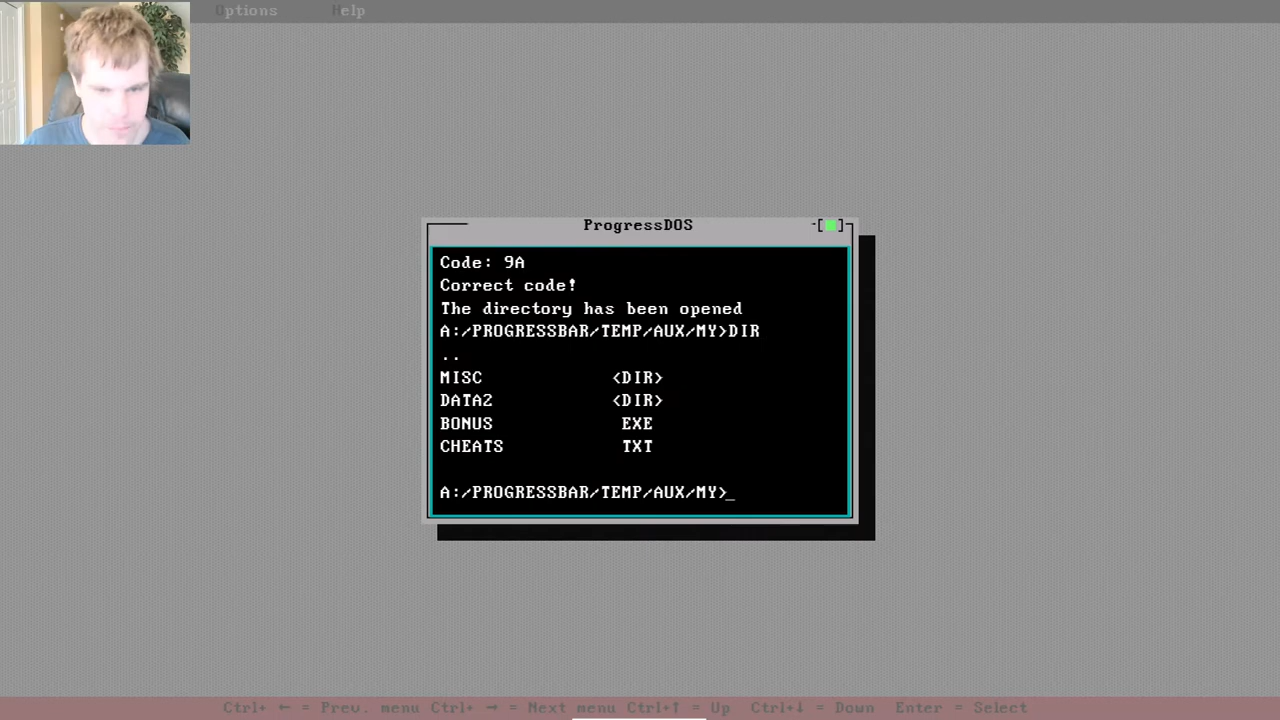 Options Help
ProgressDOS
Code: 9A
Correct code!
The directory has been opened
A:/PROGRESSBAR/TEMP/AUX/MY>DIR
..
MISC <DIR>
DATA2 <DIR>
BONUS EXE
CHEATS TXT
A:/PROGRESSBAR/TEMP/AUX/MY>_
Ctrl+ ← = Prev. menu Ctrl+ → = Next menu Ctrl+↑ = Up Ctrl+↓ = Down Enter = Select